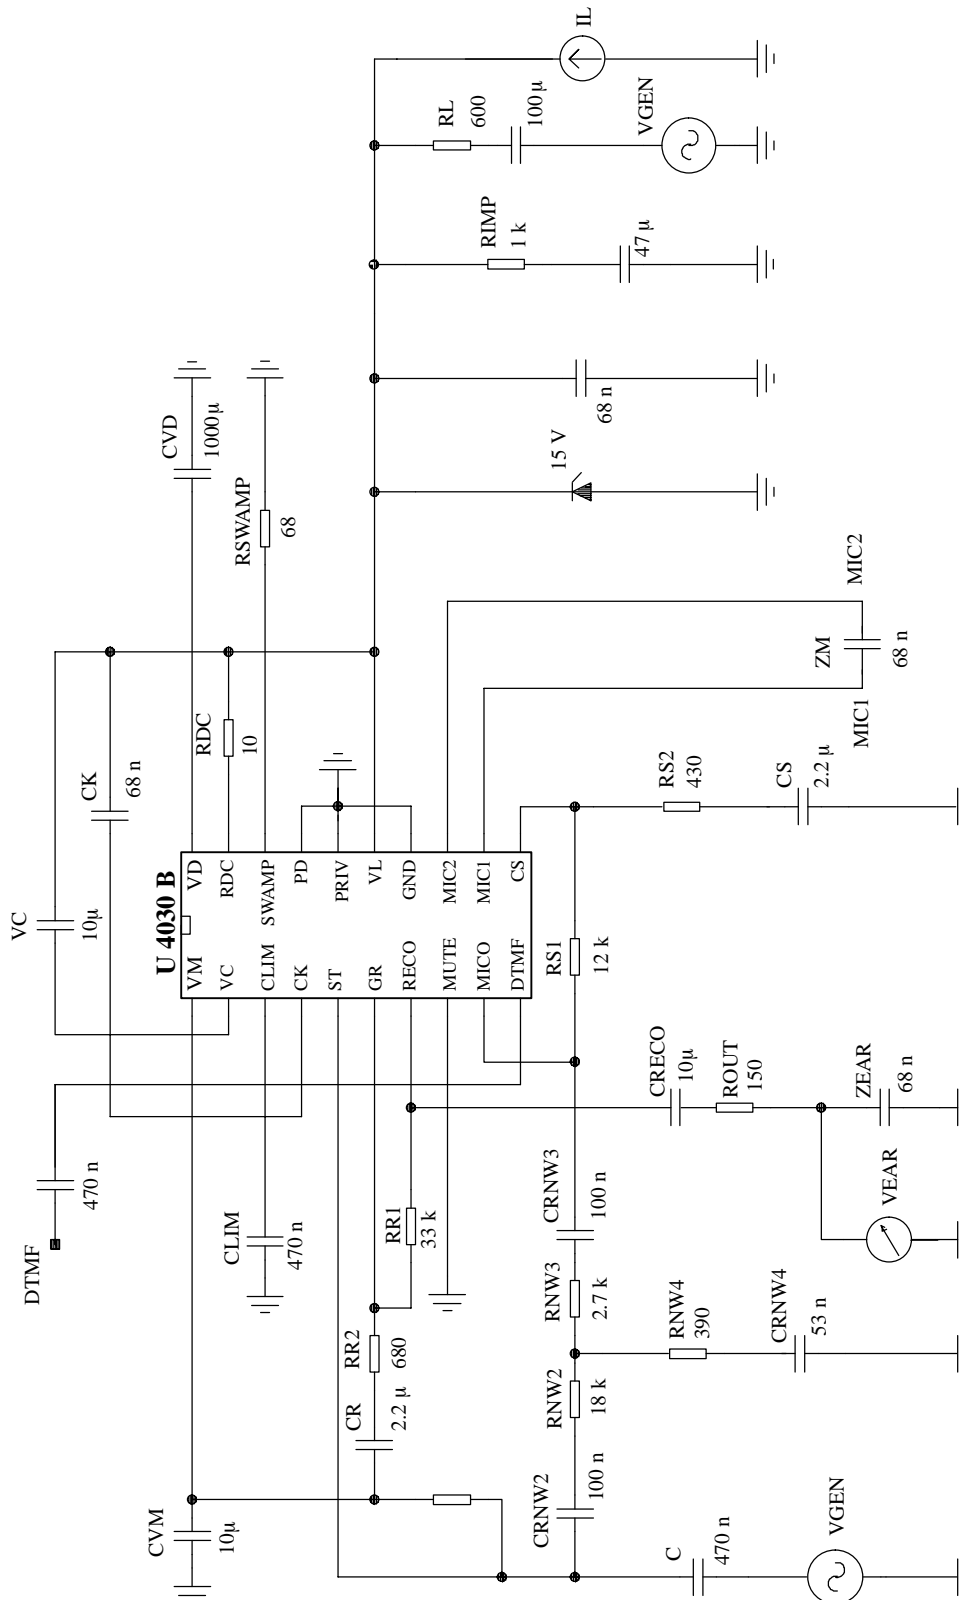 IL
RL
600
100µ
VGEN
RIMP
1 k
47 µ
68 n
15 V
CVD
1000µ
RSWAMP
68
RDC
10
CK
68 n
VC
10µ
MIC2
ZM
68 n
MIC1
RS2
430
CS
2.2 µ
RS1
12 k
U 4030 B
VM VD
VC RDC
CLIM SWAMP
CK PD
ST PRIV
GR VL
RECO GND
MUTE MIC2
MICO MIC1
DTMF CS
DTMF
470 n
CLIM
470 n
CRECO
10µ
ROUT
150
ZEAR
68 n
VEAR
RR1
33 k
CRNW3
100 n
RNW3
2.7 k
RNW4
390
CRNW4
53 n
RR2
680
CR
2.2 µ
RNW2
18 k
CRNW2
100 n
CVM
10µ
C
470 n
VGEN